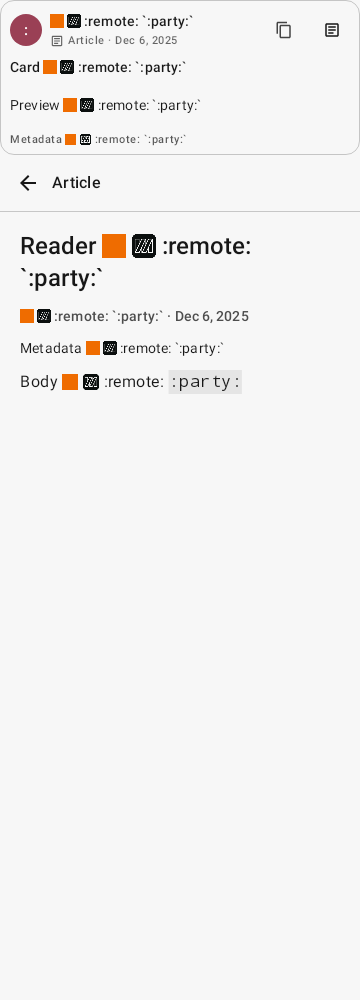 :
:remote: `:party:`
Article · Dec 6, 2025
Card :remote: `:party:`
Preview :remote: `:party:`
Metadata :remote: `:party:`
Article
Reader :remote:
`:party:`
:remote: `:party:` · Dec 6, 2025
Metadata :remote: `:party:`
Body :remote: :party: